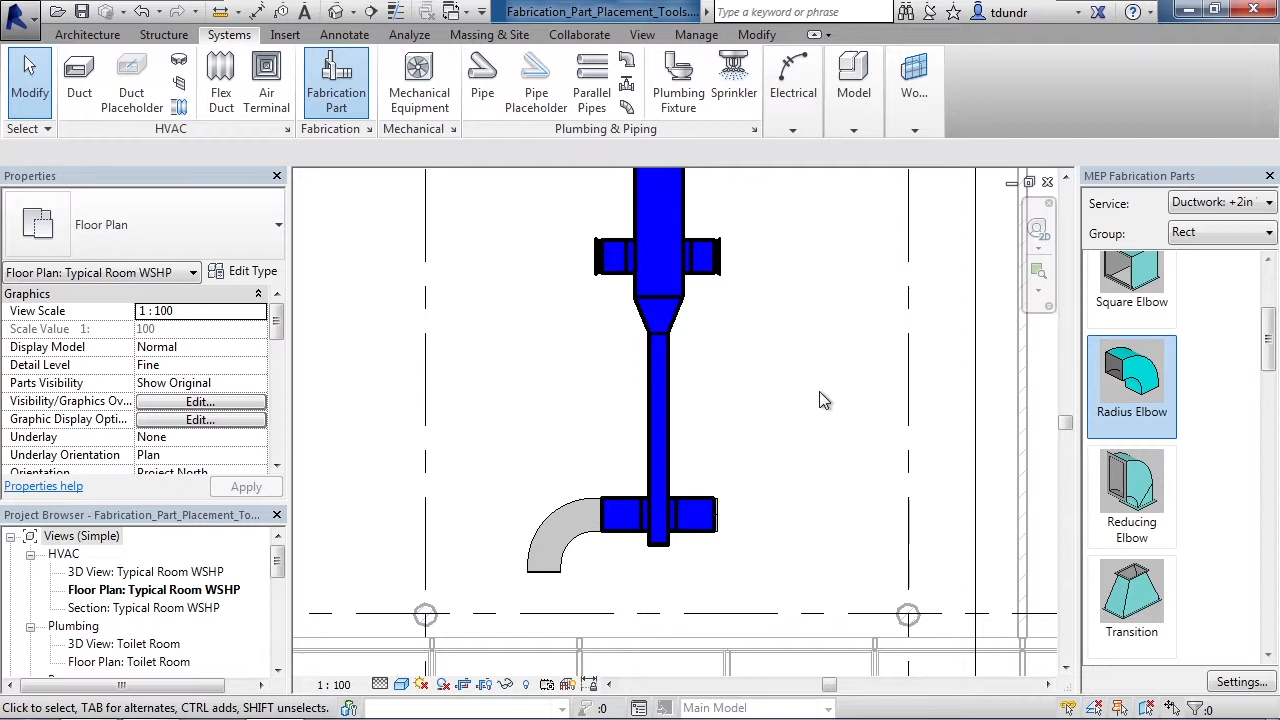 Fabrication_Part_Placement_Tools....
Type a keyword or phrase
tdundr
Architecture
Structure
Systems
Insert
Annotate
Analyze
Massing & Site
Collaborate
View
Manage
Modify
Modify
Duct
Duct
Placeholder
Flex
Duct
Air
Terminal
Fabrication
Part
Mechanical
Equipment
Pipe
Pipe
Placeholder
Parallel
Pipes
Plumbing
Fixture
Sprinkler
Electrical
Model
Wo...
Select
HVAC
Fabrication
Mechanical
Plumbing & Piping
Properties
Floor Plan
Floor Plan: Typical Room WSHP
Edit Type
Graphics
View Scale
1 : 100
Scale Value 1:
100
Display Model
Normal
Detail Level
Fine
Parts Visibility
Show Original
Visibility/Graphics Ov...
Edit...
Graphic Display Opti...
Edit...
Underlay
None
Underlay Orientation
Plan
Orientation
Project North
Properties help
Apply
Project Browser - Fabrication_Part_Placement_To...
Views (Simple)
HVAC
3D View: Typical Room WSHP
Floor Plan: Typical Room WSHP
Section: Typical Room WSHP
Plumbing
3D View: Toilet Room
Floor Plan: Toilet Room
2D
MEP Fabrication Parts
Service:
Ductwork: +2in
Group:
Rect
Square Elbow
Radius Elbow
Reducing
Elbow
Transition
Settings...
1 : 100
Click to select, TAB for alternates, CTRL adds, SHIFT unselects.
:0
Main Model
:0